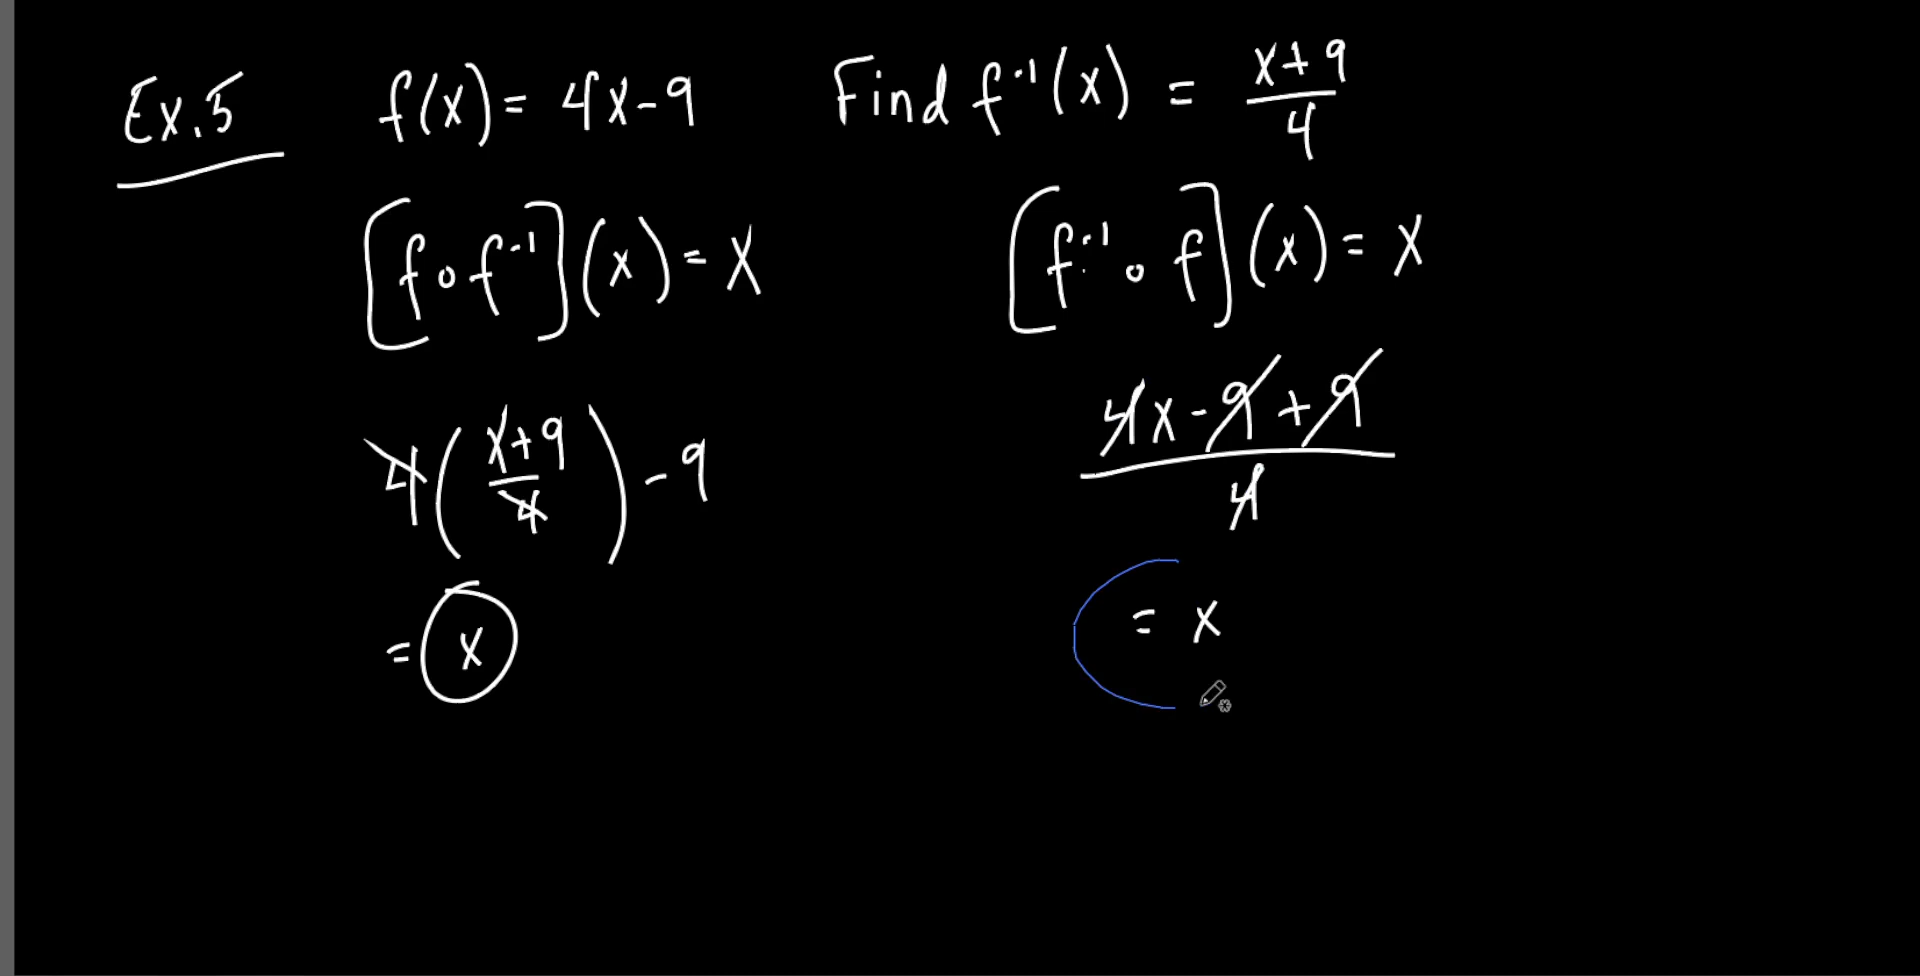 Ex.5 f(x) = 4x - 9 Find f⁻¹(x) = (x+9)/4
[f ∘ f⁻¹](x) = x [f⁻¹ ∘ f](x) = x
4((x+9)/4) - 9 (4x - 9 + 9)/4
= x = x